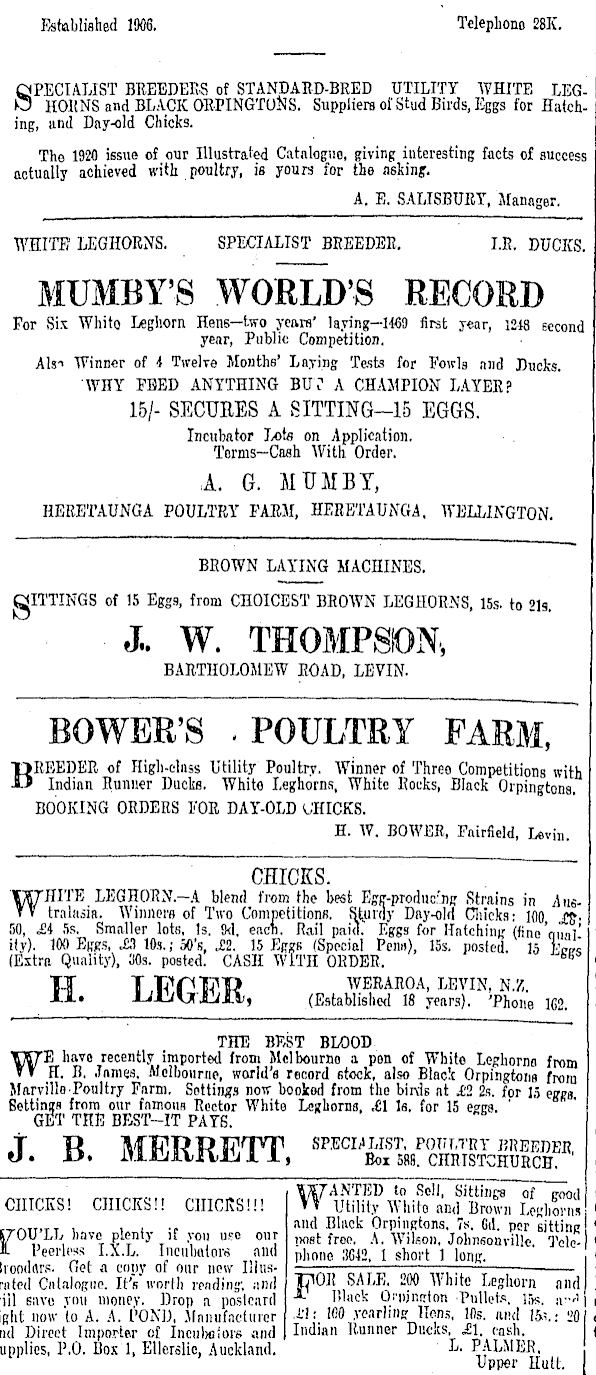 Established 1906. Telephone 28K.
SPECIALIST BREEDERS of STANDARD-BRED UTILITY WHITE LEG-
HORNS and BLACK ORPINGTONS. Suppliers of Stud Birds, Eggs for Hatch-
ing, and Day-old Chicks.
The 1920 issue of our Illustrated Catalogue, giving interesting facts of success
actually achieved with poultry, is yours for the asking.
A. E. SALISBURY, Manager.
WHITE LEGHORNS. SPECIALIST BREEDER. I.R. DUCKS.
MUMBY'S WORLD'S RECORD
For Six White Leghorn Hens—two years' laying—1469 first year, 1248 second
year, Public Competition.
Also Winner of 4 Twelve Months' Laying Tests for Fowls and Ducks.
WHY FEED ANYTHING BUT A CHAMPION LAYER?
15/- SECURES A SITTING—15 EGGS.
Incubator Lots on Application.
Terms—Cash With Order.
A. G. MUMBY,
HERETAUNGA POULTRY FARM, HERETAUNGA, WELLINGTON.
BROWN LAYING MACHINES.
SITTINGS of 15 Eggs, from CHOICEST BROWN LEGHORNS, 15s. to 21s.
J. W. THOMPSON,
BARTHOLOMEW ROAD, LEVIN.
BOWER'S POULTRY FARM,
BREEDER of High-class Utility Poultry. Winner of Three Competitions with
Indian Runner Ducks. White Leghorns, White Rocks, Black Orpingtons.
BOOKING ORDERS FOR DAY-OLD CHICKS.
H. W. BOWER, Fairfield, Levin.
CHICKS.
WHITE LEGHORN.—A blend from the best Egg-producing Strains in Aus-
tralasia. Winners of Two Competitions. Sturdy Day-old Chicks: 100, £8;
50, £4 5s. Smaller lots, 1s. 9d. each. Rail paid. Eggs for Hatching (fine qual-
ity). 100 Eggs, £3 10s.; 50's, £2. 15 Eggs (Special Pens), 15s. posted. 15 Eggs
(Extra Quality), 30s. posted. CASH WITH ORDER.
H. LEGER, WERAROA, LEVIN, N.Z.
(Established 18 years). 'Phone 162.
THE BEST BLOOD
WE have recently imported from Melbourne a pen of White Leghorns from
H. B. James, Melbourne, world's record stock, also Black Orpingtons from
Marville Poultry Farm. Settings now booked from the birds at £2 2s. for 15 eggs.
Settings from our famous Rector White Leghorns, £1 1s. for 15 eggs.
GET THE BEST—IT PAYS.
J. B. MERRETT, SPECIALIST, POULTRY BREEDER,
Box 588, CHRISTCHURCH.
CHICKS! CHICKS!! CHICKS!!!
YOU'LL have plenty if you use our
Peerless I.X.L. Incubators and
Brooders. Get a copy of our new Illus-
rated Catalogue. It's worth reading, and
will save you money. Drop a postcard
ight now to A. A. POND, Manufacturer
nd Direct Importer of Incubators and
upplies, P.O. Box 1, Ellerslie, Auckland.
WANTED to Sell, Sittings of good
Utility White and Brown Leghorns
and Black Orpingtons, 7s. 6d. per sitting
post free. A. Wilson, Johnsonville. Tele-
phone 3642, 1 short 1 long.
FOR SALE, 200 White Leghorn and
Black Orpington Pullets, 15s. and
£1; 100 yearling Hens, 10s. and 15s.; 20
Indian Runner Ducks, £1, cash.
L. PALMER,
Upper Hutt.